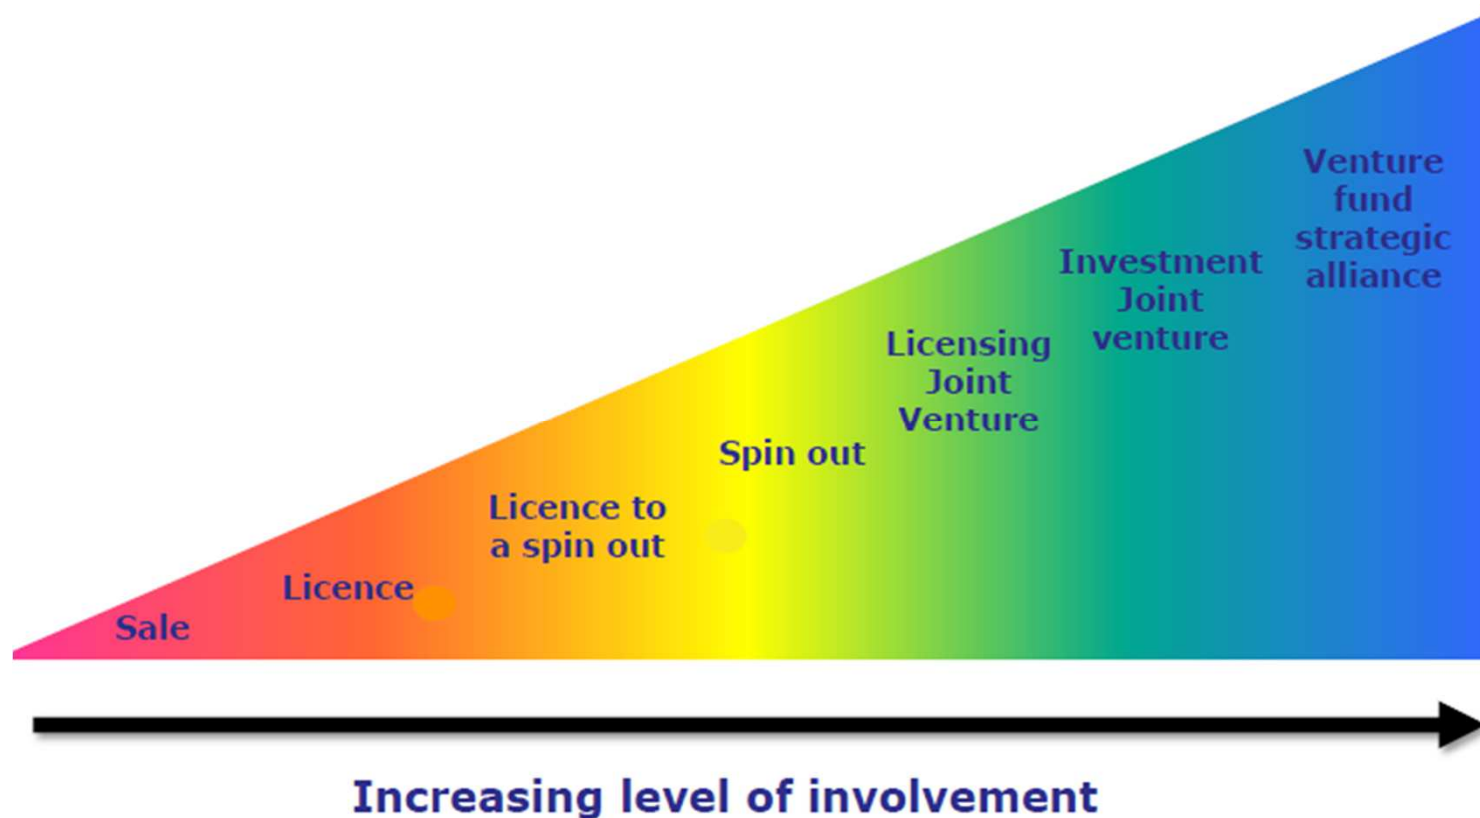 Sale
Licence
Licence to
a spin out
Spin out
Licensing
Joint
Venture
Investment
Joint
venture
Venture
fund
strategic
alliance
Increasing level of involvement